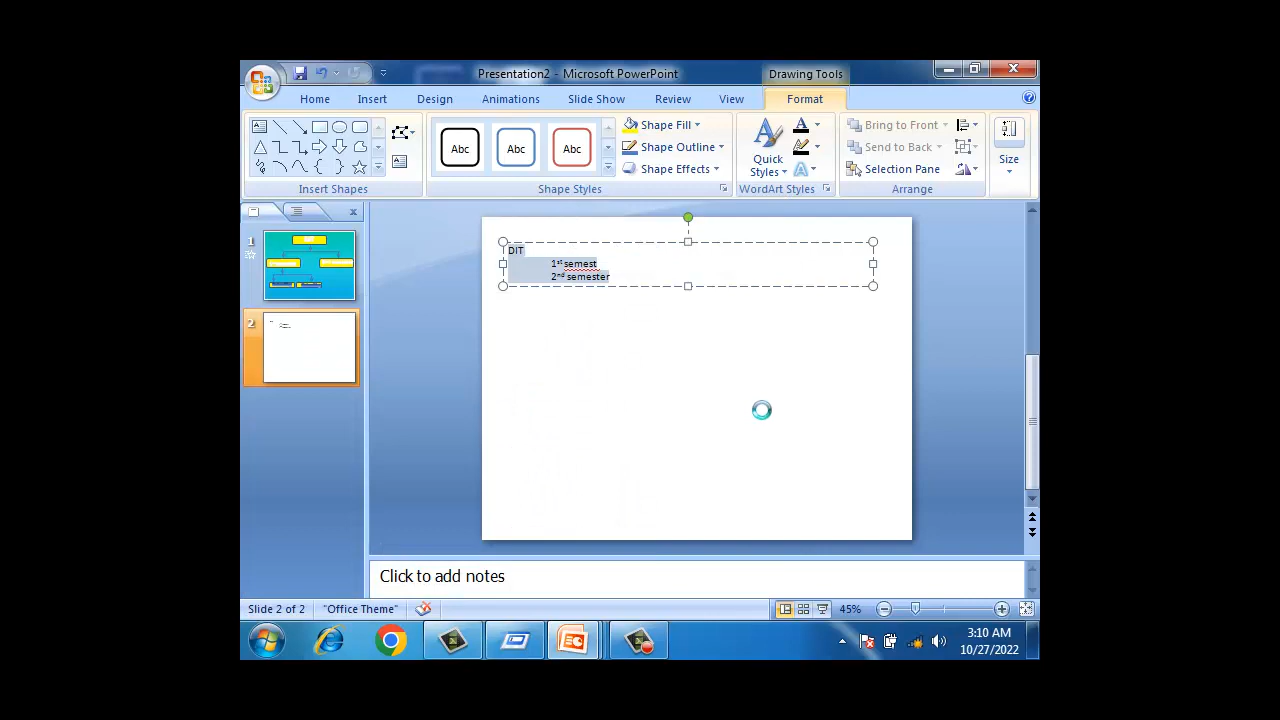 Presentation2 - Microsoft PowerPoint
Drawing Tools
Home
Insert
Design
Animations
Slide Show
Review
View
Format
Abc
Abc
Abc
Shape Fill
Shape Outline
Shape Effects
Quick
Styles
A
A
Bring to Front
Send to Back
Selection Pane
Size
Insert Shapes
Shape Styles
WordArt Styles
Arrange
1
2
DIT
1st semest
2nd semester
Click to add notes
Slide 2 of 2
"Office Theme"
45%
3:10 AM
10/27/2022